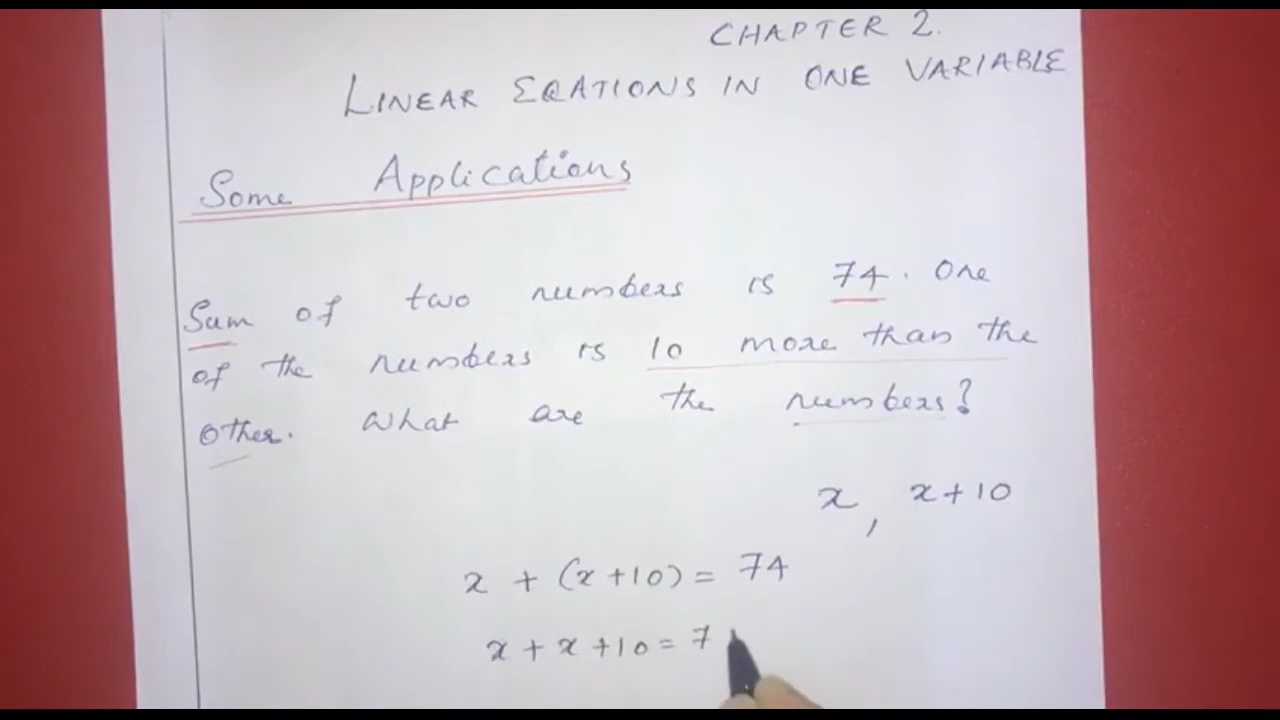 CHAPTER 2.
LINEAR EQATIONS IN ONE VARIABLE
Some Applications
Sum of two numbers is 74. One
of the numbers is 10 more than the
other. What are the numbers?
x, x+10
x + (x+10) = 74
x + x + 10 = 7